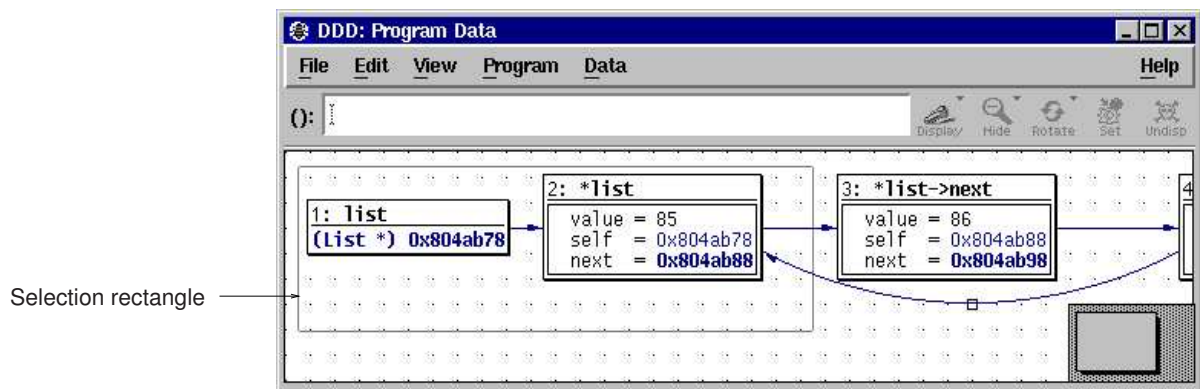 DDD: Program Data
File Edit View Program Data Help
():
Display Hide Rotate Set Undisp
1: list
(List *) 0x804ab78
2: *list
value = 85
self = 0x804ab78
next = 0x804ab88
3: *list->next
value = 86
self = 0x804ab88
next = 0x804ab98
4
Selection rectangle